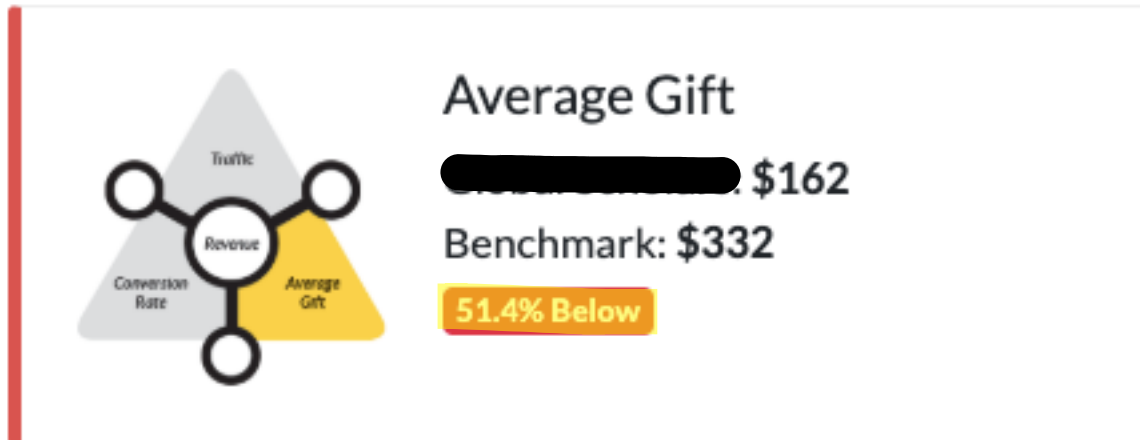 Average Gift
$162
Benchmark: $332
51.4% Below
Traffic
Revenue
Conversion
Rate
Average
Gift